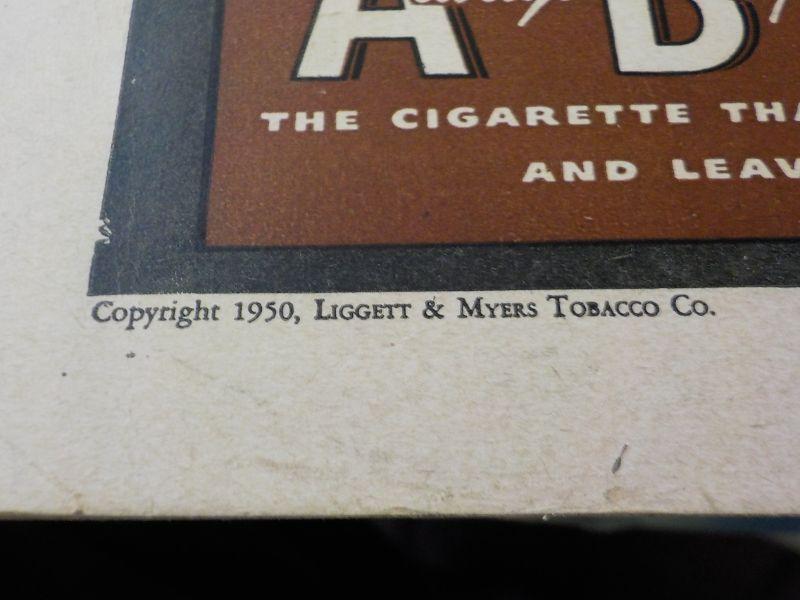 A B
THE CIGARETTE THA
AND LEAV
Copyright 1950, LIGGETT & MYERS TOBACCO CO.